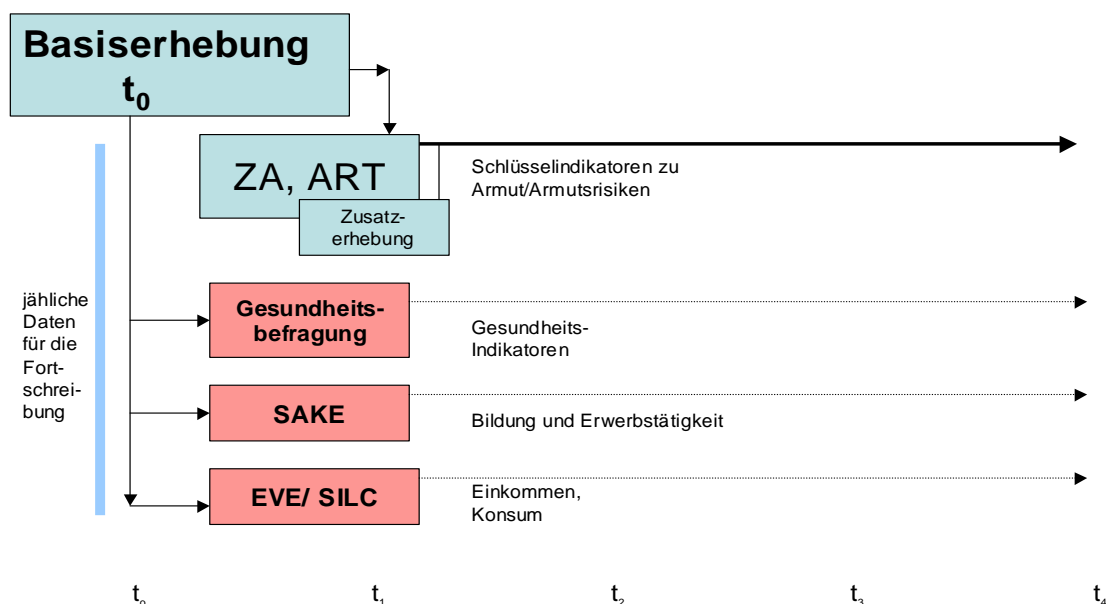 Basiserhebung
t₀
ZA, ART
Zusatz-
erhebung
Schlüsselindikatoren zu
Armut/Armutsrisiken
jähliche
Daten
für die
Fort-
schrei-
bung
Gesundheits-
befragung
Gesundheits-
Indikatoren
SAKE
Bildung und Erwerbstätigkeit
EVE/ SILC
Einkommen,
Konsum
t₀ t₁ t₂ t₃ t₄